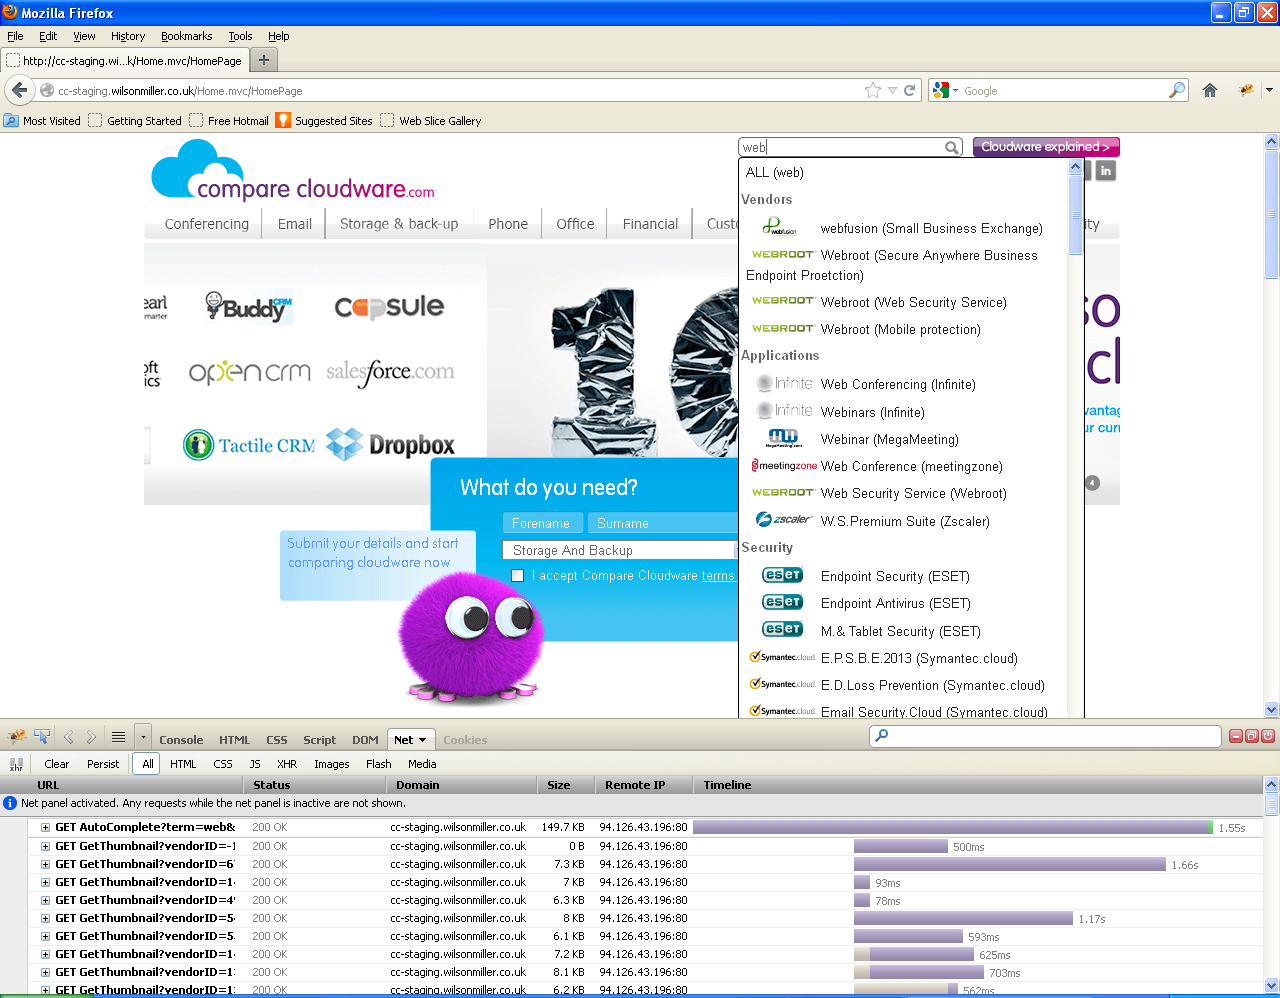 Mozilla Firefox
File Edit View History Bookmarks Tools Help
http://cc-staging.wi...k/Home.mvc/HomePage
cc-staging.wilsonmiller.co.uk/Home.mvc/HomePage
Google
Most Visited Getting Started Free Hotmail Suggested Sites Web Slice Gallery
compare cloudware.com
web
Cloudware explained >
in
Conferencing Email Storage & back-up Phone Office Financial Custo
ity
ALL (web)
Vendors
webfusion webfusion (Small Business Exchange)
WEBROOT Webroot (Secure Anywhere Business
Endpoint Proetction)
WEBROOT Webroot (Web Security Service)
WEBROOT Webroot (Mobile protection)
Applications
Infinite Web Conferencing (Infinite)
Infinite Webinars (Infinite)
MegaMeeting.com Webinar (MegaMeeting)
meetingzone Web Conference (meetingzone)
WEBROOT Web Security Service (Webroot)
zscaler W.S.Premium Suite (Zscaler)
Security
eseT Endpoint Security (ESET)
eseT Endpoint Antivirus (ESET)
eseT M.& Tablet Security (ESET)
Symantec.cloud. E.P.S.B.E.2013 (Symantec.cloud)
Symantec.cloud. E.D.Loss Prevention (Symantec.cloud)
Symantec.cloud. Email Security.Cloud (Symantec.cloud)
earl
marter
Buddy CRM
capsule
oft
ics
opencrm
salesforce.com
Tactile CRM
Dropbox
10
so
cl
vantag
ur curr
4
What do you need?
Forename Surname
Storage And Backup
I accept Compare Cloudware terms
Submit your details and start
comparing cloudware now
Console HTML CSS Script DOM Net Cookies
xhr Clear Persist All HTML CSS JS XHR Images Flash Media
URL Status Domain Size Remote IP Timeline
Net panel activated. Any requests while the net panel is inactive are not shown.
GET AutoComplete?term=web& 200 OK cc-staging.wilsonmiller.co.uk 149.7 KB 94.126.43.196:80 1.55s
GET GetThumbnail?vendorID=-1 200 OK cc-staging.wilsonmiller.co.uk 0 B 94.126.43.196:80 500ms
GET GetThumbnail?vendorID=6 200 OK cc-staging.wilsonmiller.co.uk 7.3 KB 94.126.43.196:80 1.66s
GET GetThumbnail?vendorID=1 200 OK cc-staging.wilsonmiller.co.uk 7 KB 94.126.43.196:80 93ms
GET GetThumbnail?vendorID=4 200 OK cc-staging.wilsonmiller.co.uk 6.3 KB 94.126.43.196:80 78ms
GET GetThumbnail?vendorID=5 200 OK cc-staging.wilsonmiller.co.uk 8 KB 94.126.43.196:80 1.17s
GET GetThumbnail?vendorID=5 200 OK cc-staging.wilsonmiller.co.uk 6.1 KB 94.126.43.196:80 593ms
GET GetThumbnail?vendorID=1 200 OK cc-staging.wilsonmiller.co.uk 7.2 KB 94.126.43.196:80 625ms
GET GetThumbnail?vendorID=1 200 OK cc-staging.wilsonmiller.co.uk 8.1 KB 94.126.43.196:80 703ms
GET GetThumbnail?vendorID=1 200 OK cc-staging.wilsonmiller.co.uk 6.2 KB 94.126.43.196:80 562ms